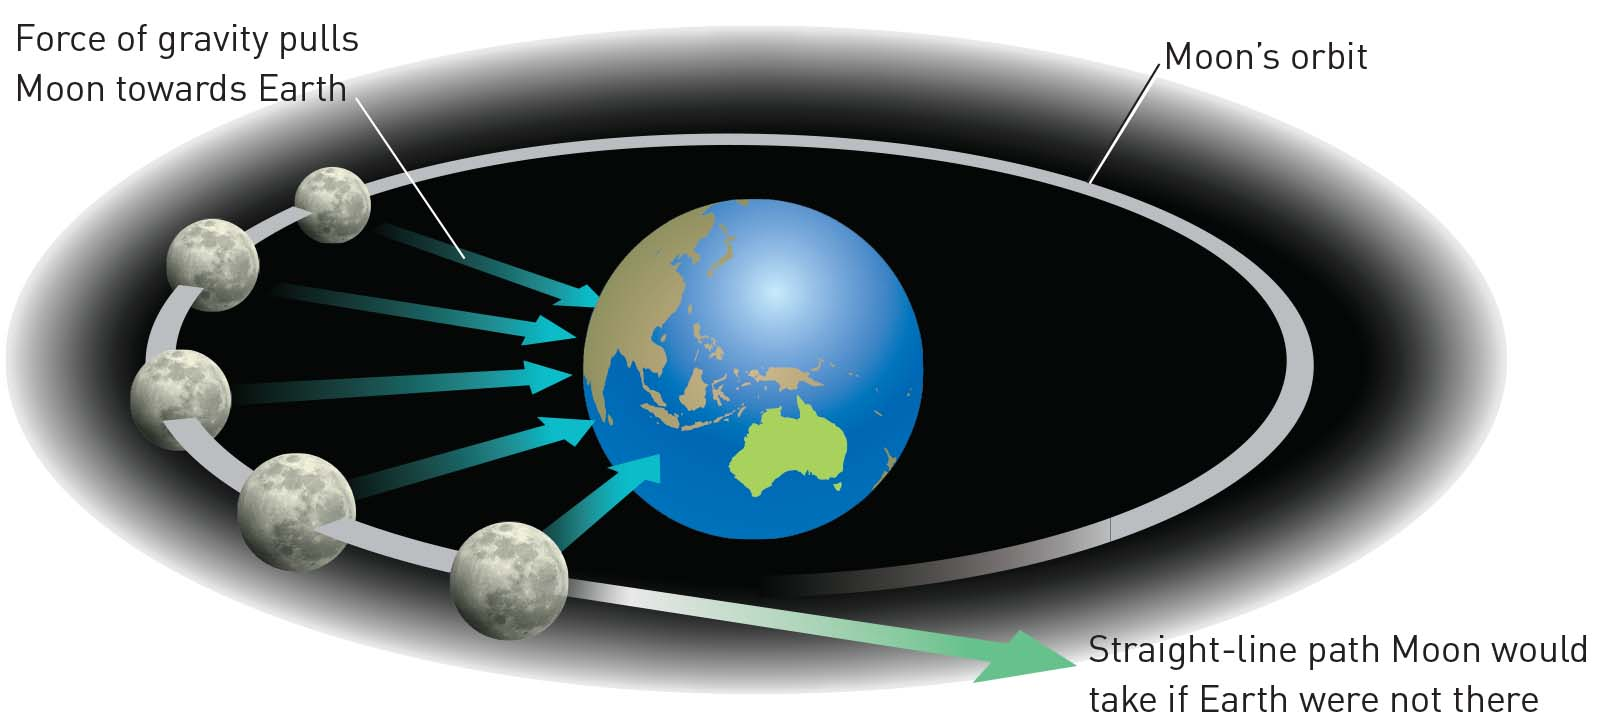 Force of gravity pulls
Moon towards Earth
Moon’s orbit
Straight-line path Moon would
take if Earth were not there